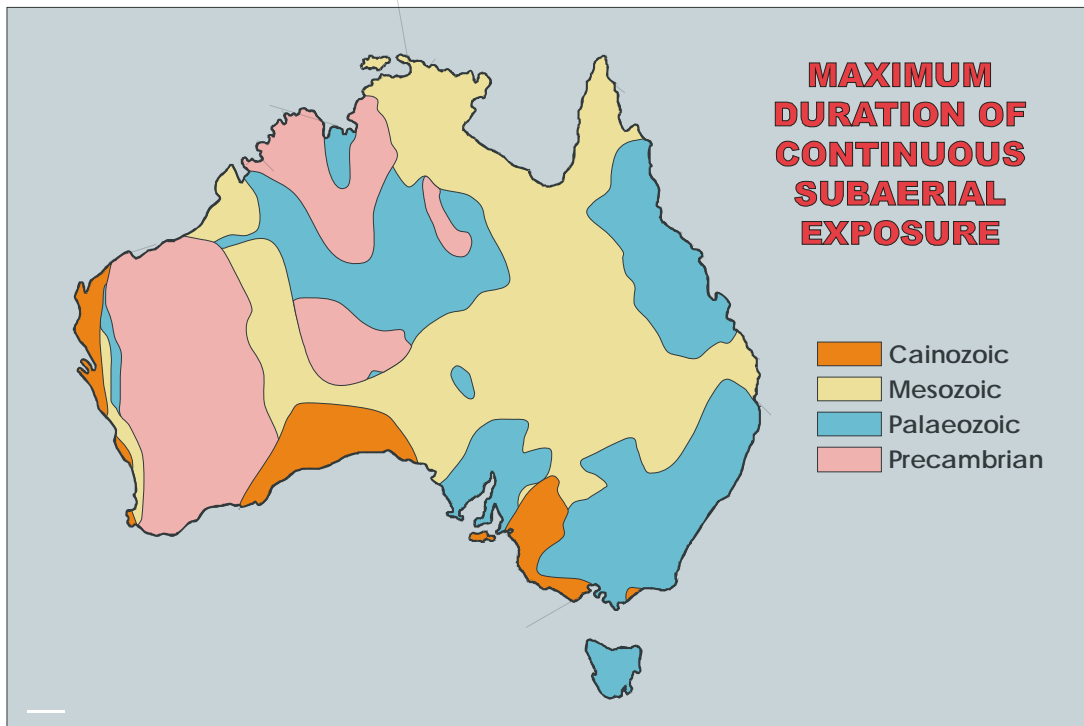 MAXIMUM
DURATION OF
CONTINUOUS
SUBAERIAL
EXPOSURE
Cainozoic
Mesozoic
Palaeozoic
Precambrian